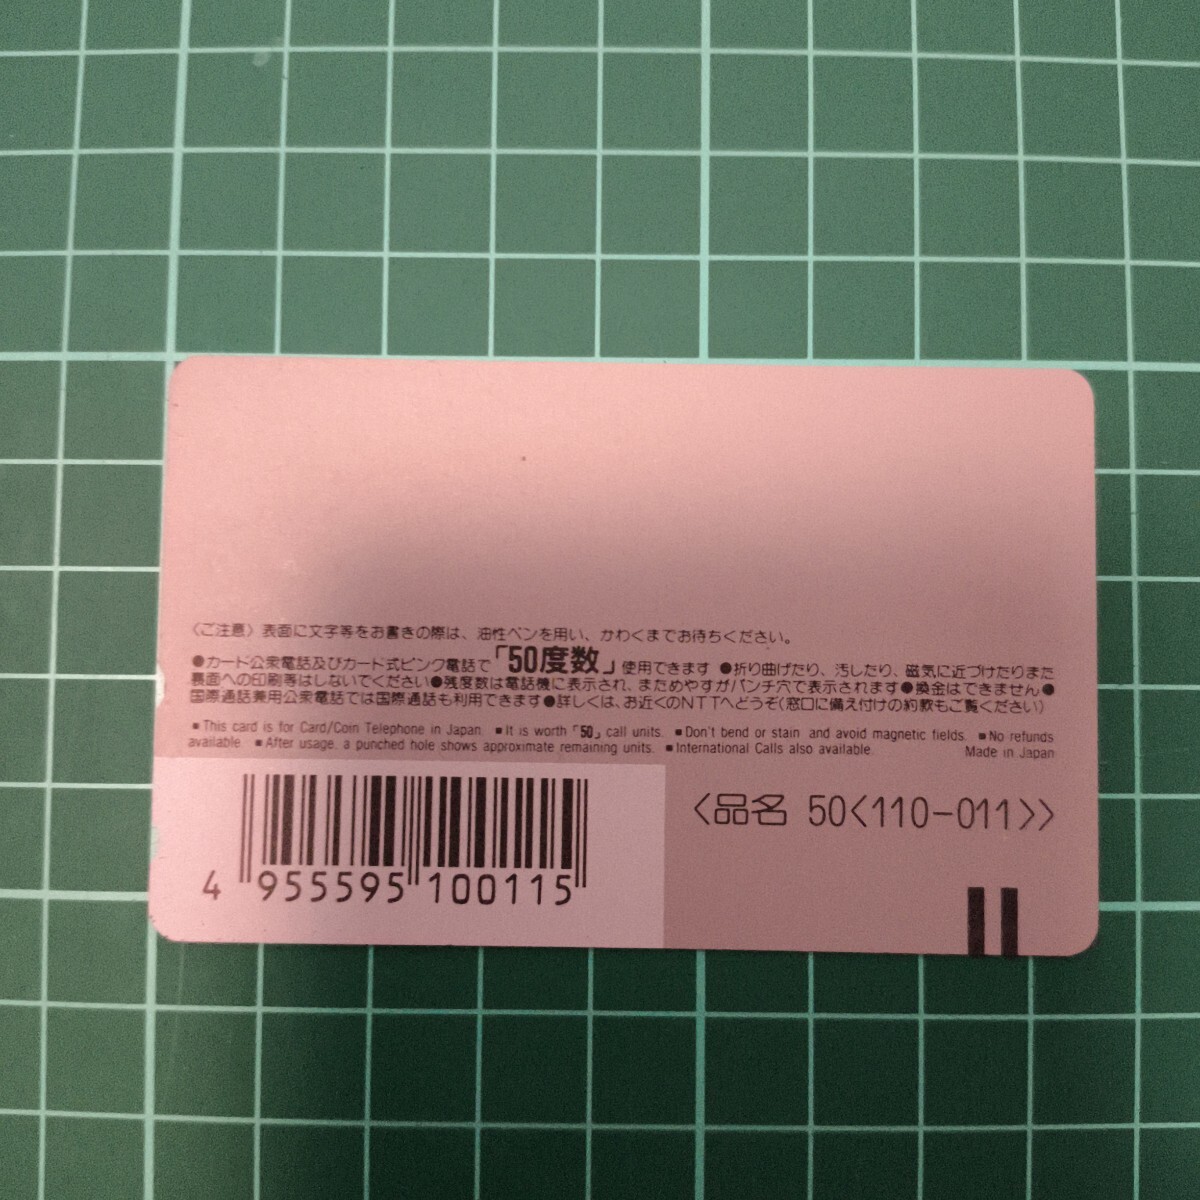 〈ご注意〉表面に文字等をお書きの際は、油性ペンを用い、かわくまでお待ちください。
●カード公衆電話及びカード式ピンク電話で「50度数」使用できます ●折り曲げたり、汚したり、磁気に近づけたりまた
裏面への印刷等はしないでください●残度数は電話機に表示され、まためやすがパンチ穴で表示されます●換金はできません●
国際通話兼用公衆電話では国際通話も利用できます●詳しくは、お近くのNTTへどうぞ(窓口に備え付けの約款もご覧ください)
■This card is for Card/Coin Telephone in Japan. ■It is worth「50」call units. ■Don't bend or stain and avoid magnetic fields. ■No refunds
available. ■After usage, a punched hole shows approximate remaining units. ■International Calls also available. Made in Japan
〈品名 50〈110-011〉〉
4 955595 100115